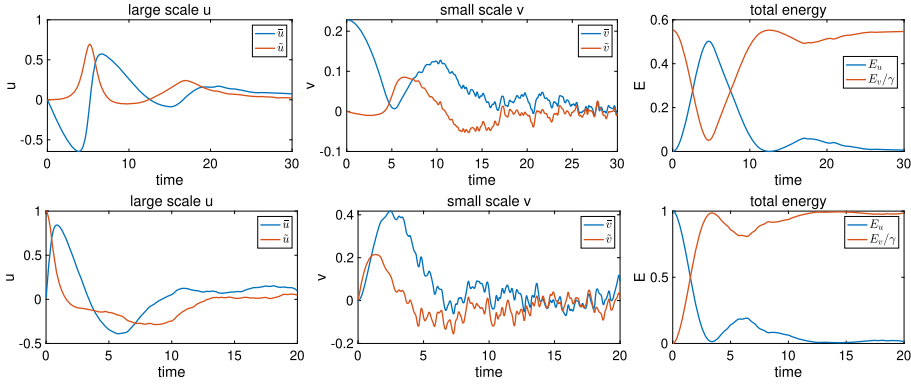 large scale u
small scale v
total energy
1
0.5
0
-0.5
u
0
10
20
30
time
u̅
ũ
0.2
0.1
0
-0.1
v
0
5
10
15
20
25
30
time
v̅
ṽ
0.6
0.4
0.2
0
E
0
10
20
30
time
E_u
E_v/γ
large scale u
small scale v
total energy
1
0.5
0
-0.5
u
0
5
10
15
20
time
u̅
ũ
0.4
0.2
0
-0.2
v
0
5
10
15
20
time
v̅
ṽ
1
0.5
0
E
0
5
10
15
20
time
E_u
E_v/γ